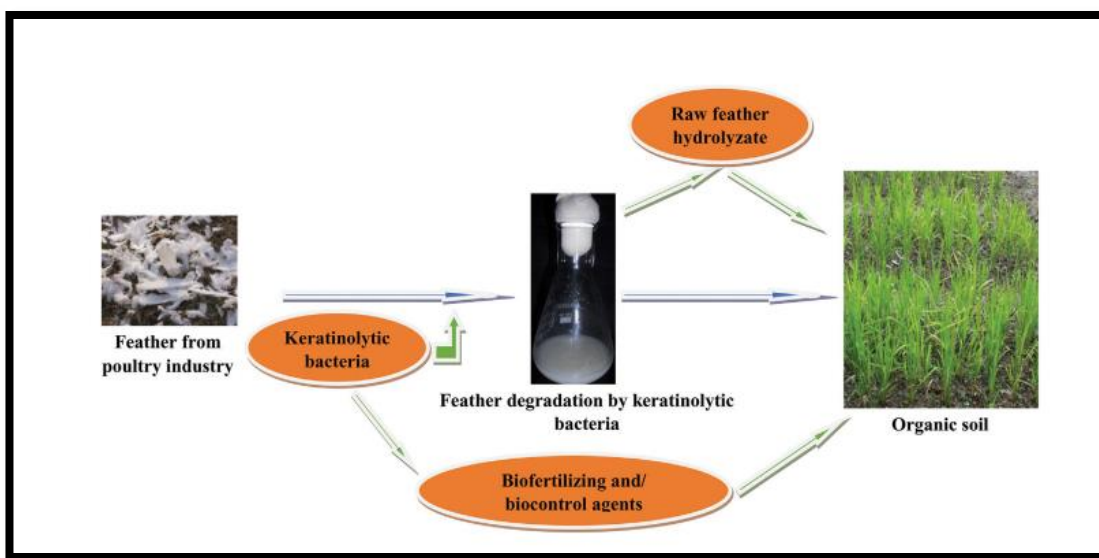 Raw feather
hydrolyzate
Feather from
poultry industry
Keratinolytic
bacteria
Feather degradation by keratinolytic
bacteria
Organic soil
Biofertilizing and/
biocontrol agents